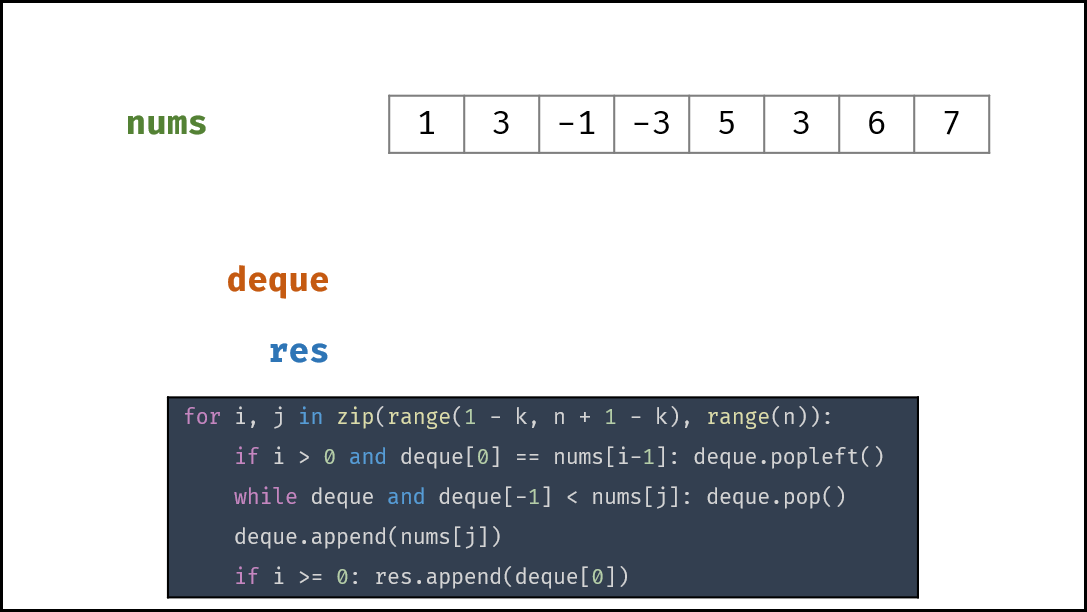 nums 1 3 -1 -3 5 3 6 7
deque
res
for i, j in zip(range(1 - k, n + 1 - k), range(n)):
    if i > 0 and deque[0] == nums[i-1]: deque.popleft()
    while deque and deque[-1] < nums[j]: deque.pop()
    deque.append(nums[j])
    if i >= 0: res.append(deque[0])